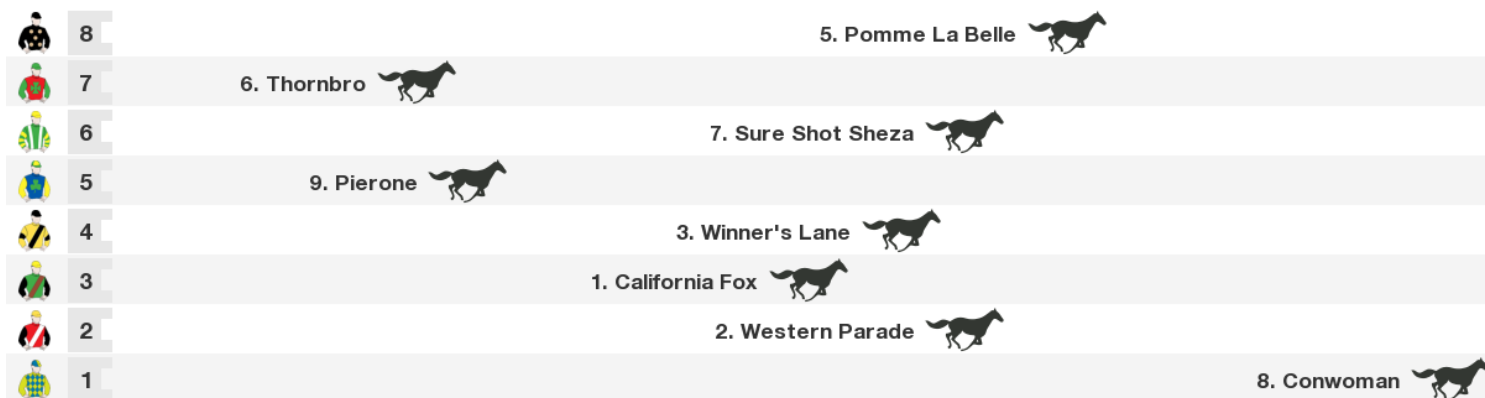 8 5. Pomme La Belle
7 6. Thornbro
6 7. Sure Shot Sheza
5 9. Pierone
4 3. Winner's Lane
3 1. California Fox
2 2. Western Parade
1 8. Conwoman